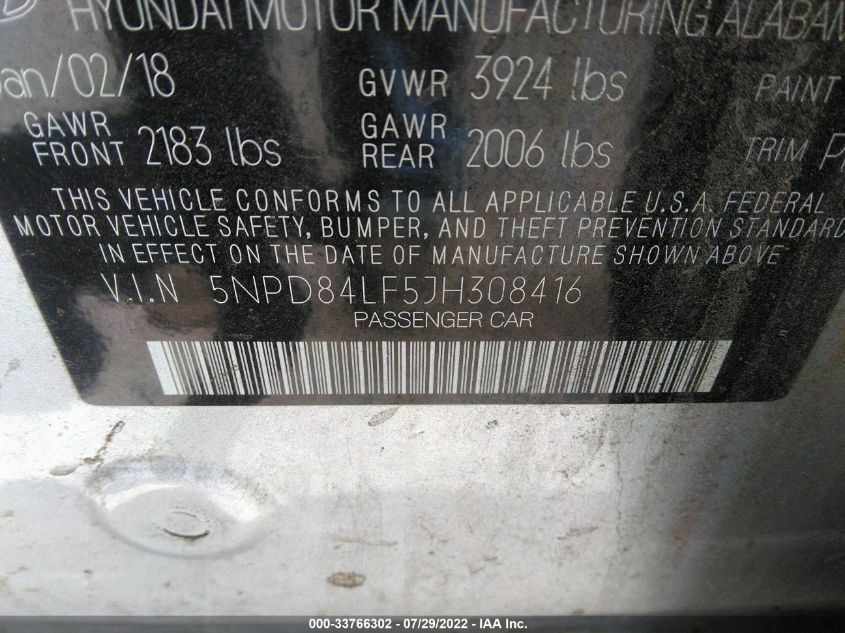 HYUNDAI MOTOR MANUFACTURING ALABAM
Jan/02/18 GVWR 3924 lbs PAINT
GAWR FRONT 2183 lbs GAWR REAR 2006 lbs TRIM
THIS VEHICLE CONFORMS TO ALL APPLICABLE U.S.A. FEDERAL
MOTOR VEHICLE SAFETY, BUMPER, AND THEFT PREVENTION STANDARD
IN EFFECT ON THE DATE OF MANUFACTURE SHOWN ABOVE
V.I.N 5NPD84LF5JH308416
PASSENGER CAR
000-33766302 - 07/29/2022 - IAA Inc.